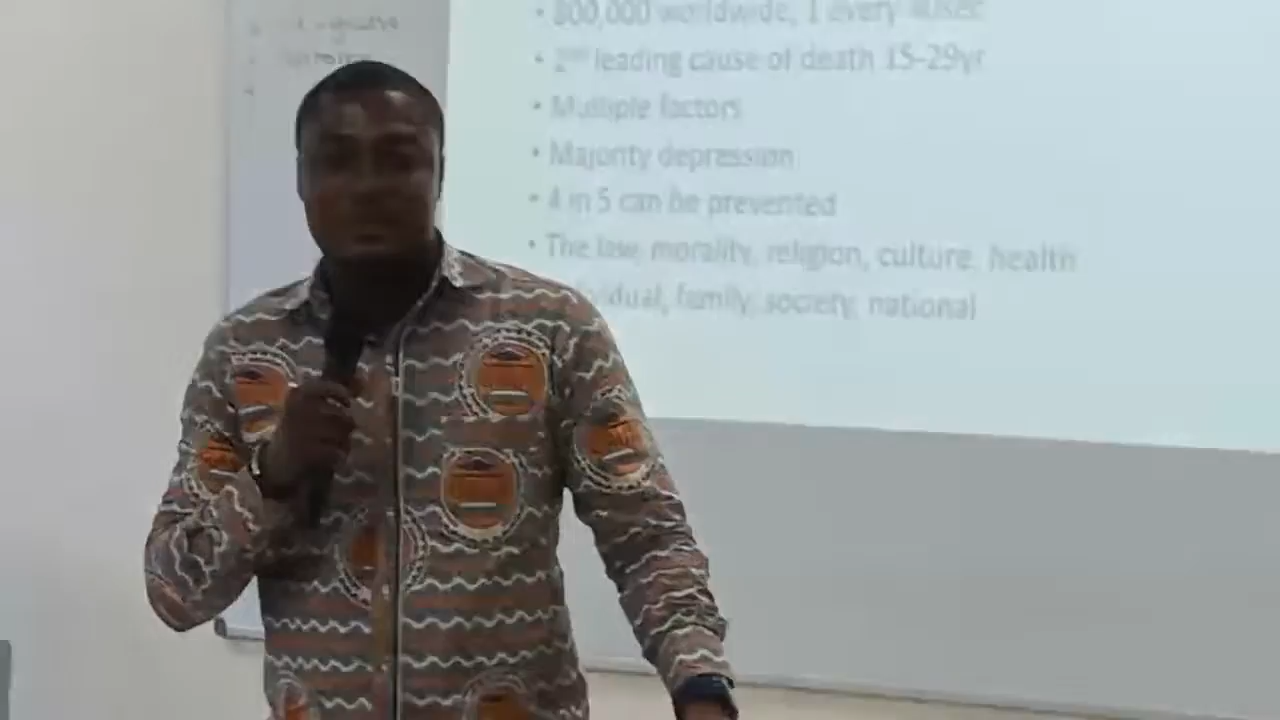 • 800,000 worldwide, 1 every 40sec
• 2nd leading cause of death 15-29yr
• Multiple factors
• Majority depression
• 4 in 5 can be prevented
• The law, morality, religion, culture, health
family, society, national